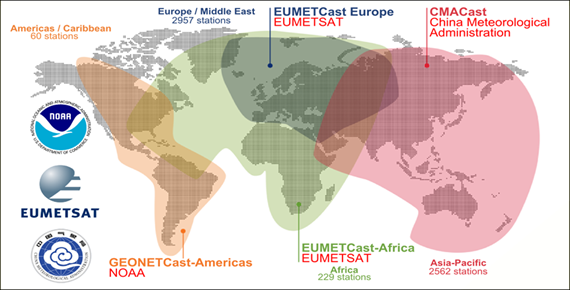 Americas / Caribbean
60 stations
Europe / Middle East
2957 stations
EUMETCast Europe
EUMETSAT
CMACast
China Meteorological
Administration
NOAA
EUMETSAT
GEONETCast-Americas
NOAA
EUMETCast-Africa
EUMETSAT
Africa
229 stations
Asia-Pacific
2562 stations